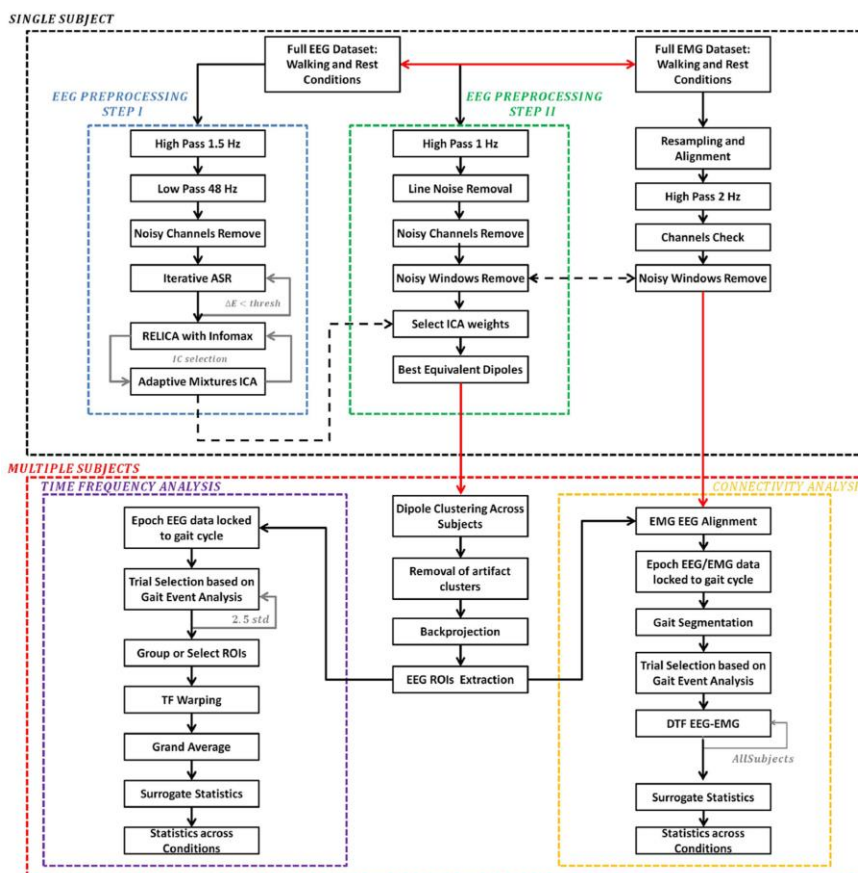 SINGLE SUBJECT
Full EEG Dataset:
Walking and Rest
Conditions
Full EMG Dataset:
Walking and Rest
Conditions
EEG PREPROCESSING
STEP I
High Pass 1.5 Hz
Low Pass 48 Hz
Noisy Channels Remove
Iterative ASR
ΔE < thresh
RELICA with Infomax
IC selection
Adaptive Mixtures ICA
EEG PREPROCESSING
STEP II
High Pass 1 Hz
Line Noise Removal
Noisy Channels Remove
Noisy Windows Remove
Select ICA weights
Best Equivalent Dipoles
Resampling and
Alignment
High Pass 2 Hz
Channels Check
Noisy Windows Remove
MULTIPLE SUBJECTS
TIME FREQUENCY ANALYSIS
Epoch EEG data locked
to gait cycle
Trial Selection based on
Gait Event Analysis
2.5 std
Group or Select ROIs
TF Warping
Grand Average
Surrogate Statistics
Statistics across
Conditions
Dipole Clustering Across
Subjects
Removal of artifact
clusters
Backprojection
EEG ROIs Extraction
CONNECTIVITY ANALYSIS
EMG EEG Alignment
Epoch EEG/EMG data
locked to gait cycle
Gait Segmentation
Trial Selection based on
Gait Event Analysis
DTF EEG-EMG
AllSubjects
Surrogate Statistics
Statistics across
Conditions